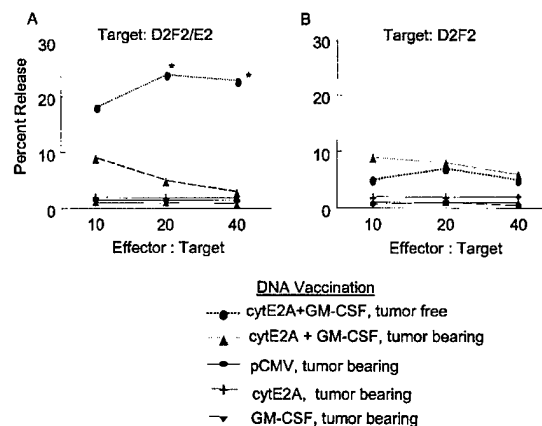 A
Target: D2F2/E2
30
20
10
0
Percent Release
*
*
10 20 40
Effector : Target
B
Target: D2F2
30
20
10
0
10 20 40
Effector : Target
DNA Vaccination
cytE2A+GM-CSF, tumor free
cytE2A + GM-CSF, tumor bearing
pCMV, tumor bearing
cytE2A, tumor bearing
GM-CSF, tumor bearing